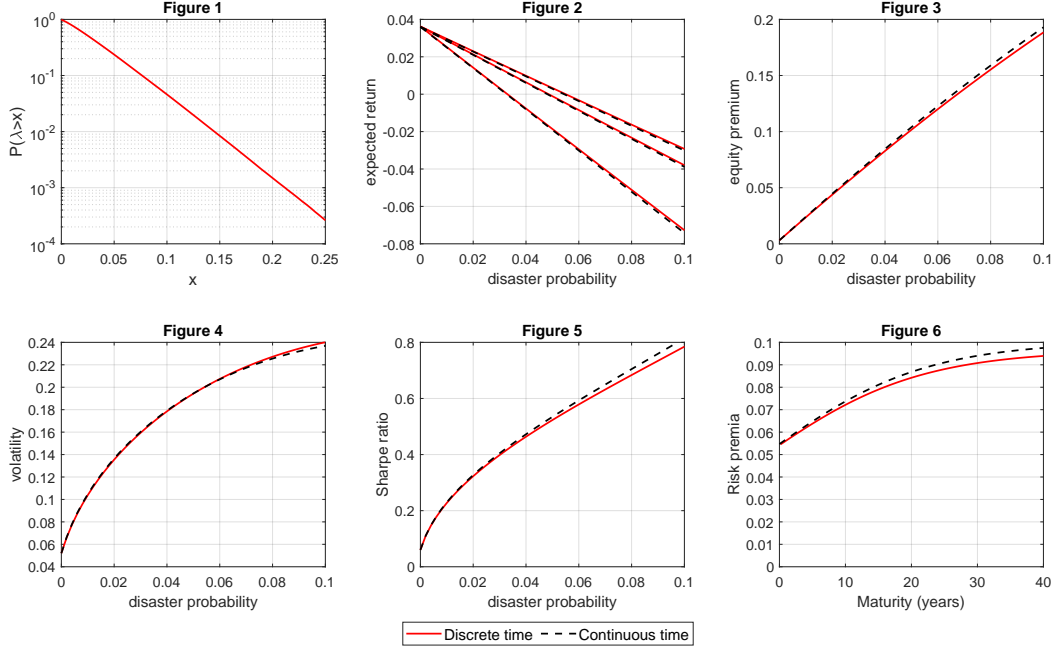 Figure 1
10^0
10^-1
10^-2
10^-3
10^-4
P(λ>x)
0 0.05 0.1 0.15 0.2 0.25
x
Figure 2
0.04
0.02
0
-0.02
-0.04
-0.06
-0.08
expected return
0 0.02 0.04 0.06 0.08 0.1
disaster probability
Figure 3
0.2
0.15
0.1
0.05
0
equity premium
0 0.02 0.04 0.06 0.08 0.1
disaster probability
Figure 4
0.24
0.22
0.2
0.18
0.16
0.14
0.12
0.1
0.08
0.06
0.04
volatility
0 0.02 0.04 0.06 0.08 0.1
disaster probability
Figure 5
0.8
0.6
0.4
0.2
0
Sharpe ratio
0 0.02 0.04 0.06 0.08 0.1
disaster probability
Figure 6
0.1
0.09
0.08
0.07
0.06
0.05
0.04
0.03
0.02
0.01
0
Risk premia
0 10 20 30 40
Maturity (years)
Discrete time Continuous time